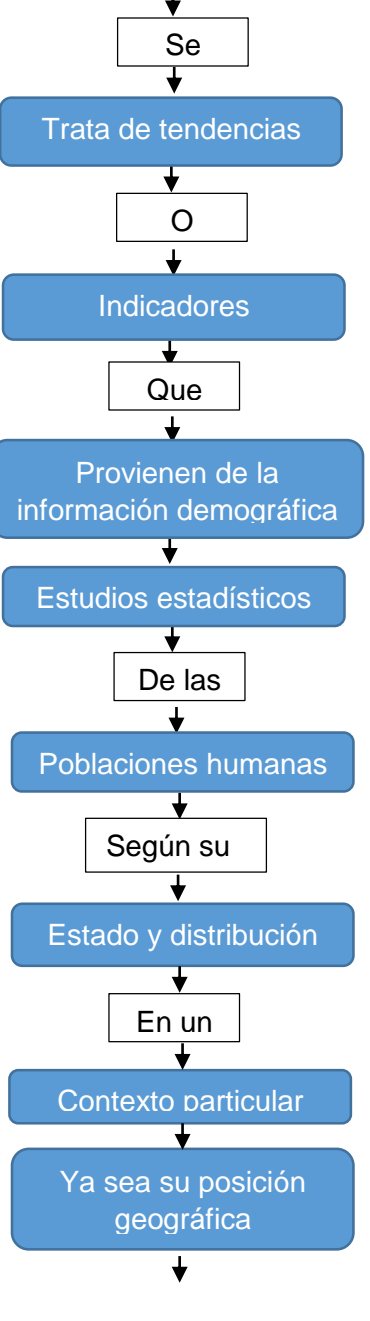 Se
Trata de tendencias
O
Indicadores
Que
Provienen de la
información demográfica
Estudios estadísticos
De las
Poblaciones humanas
Según su
Estado y distribución
En un
Contexto particular
Ya sea su posición
geográfica